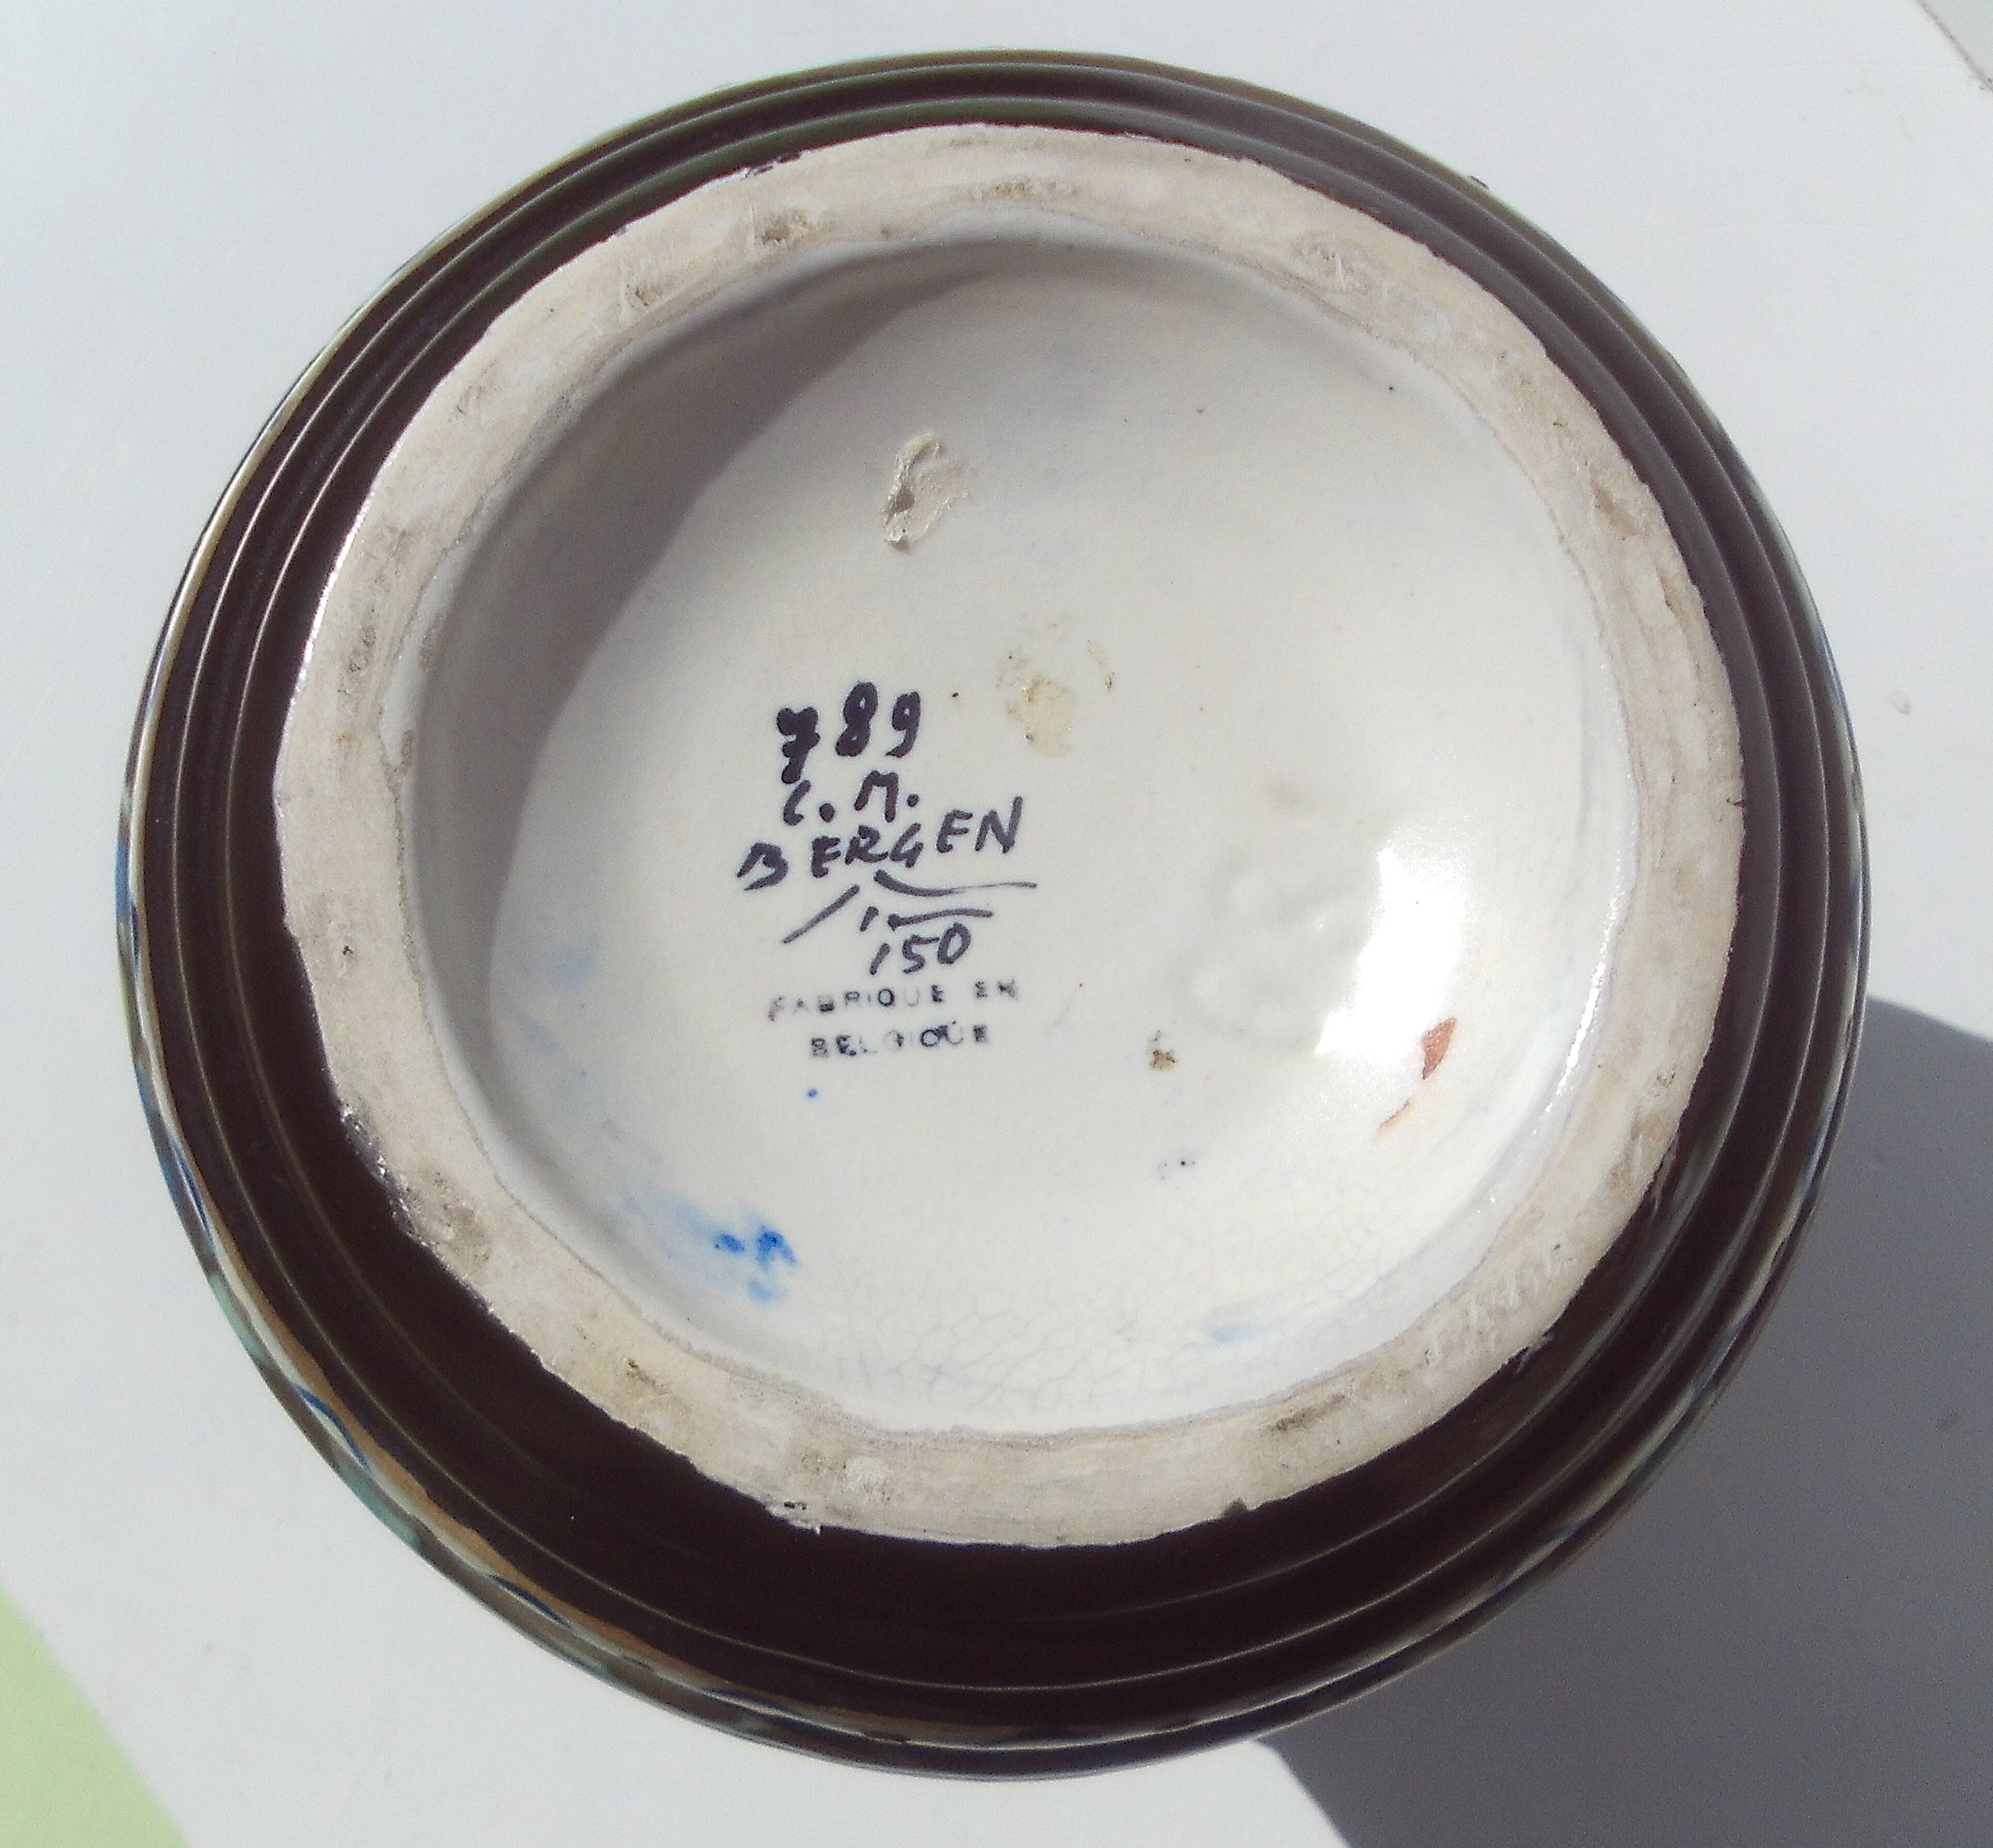 789
C.M.
BERGEN
150
FABRIQUE EN
BELGIQUE